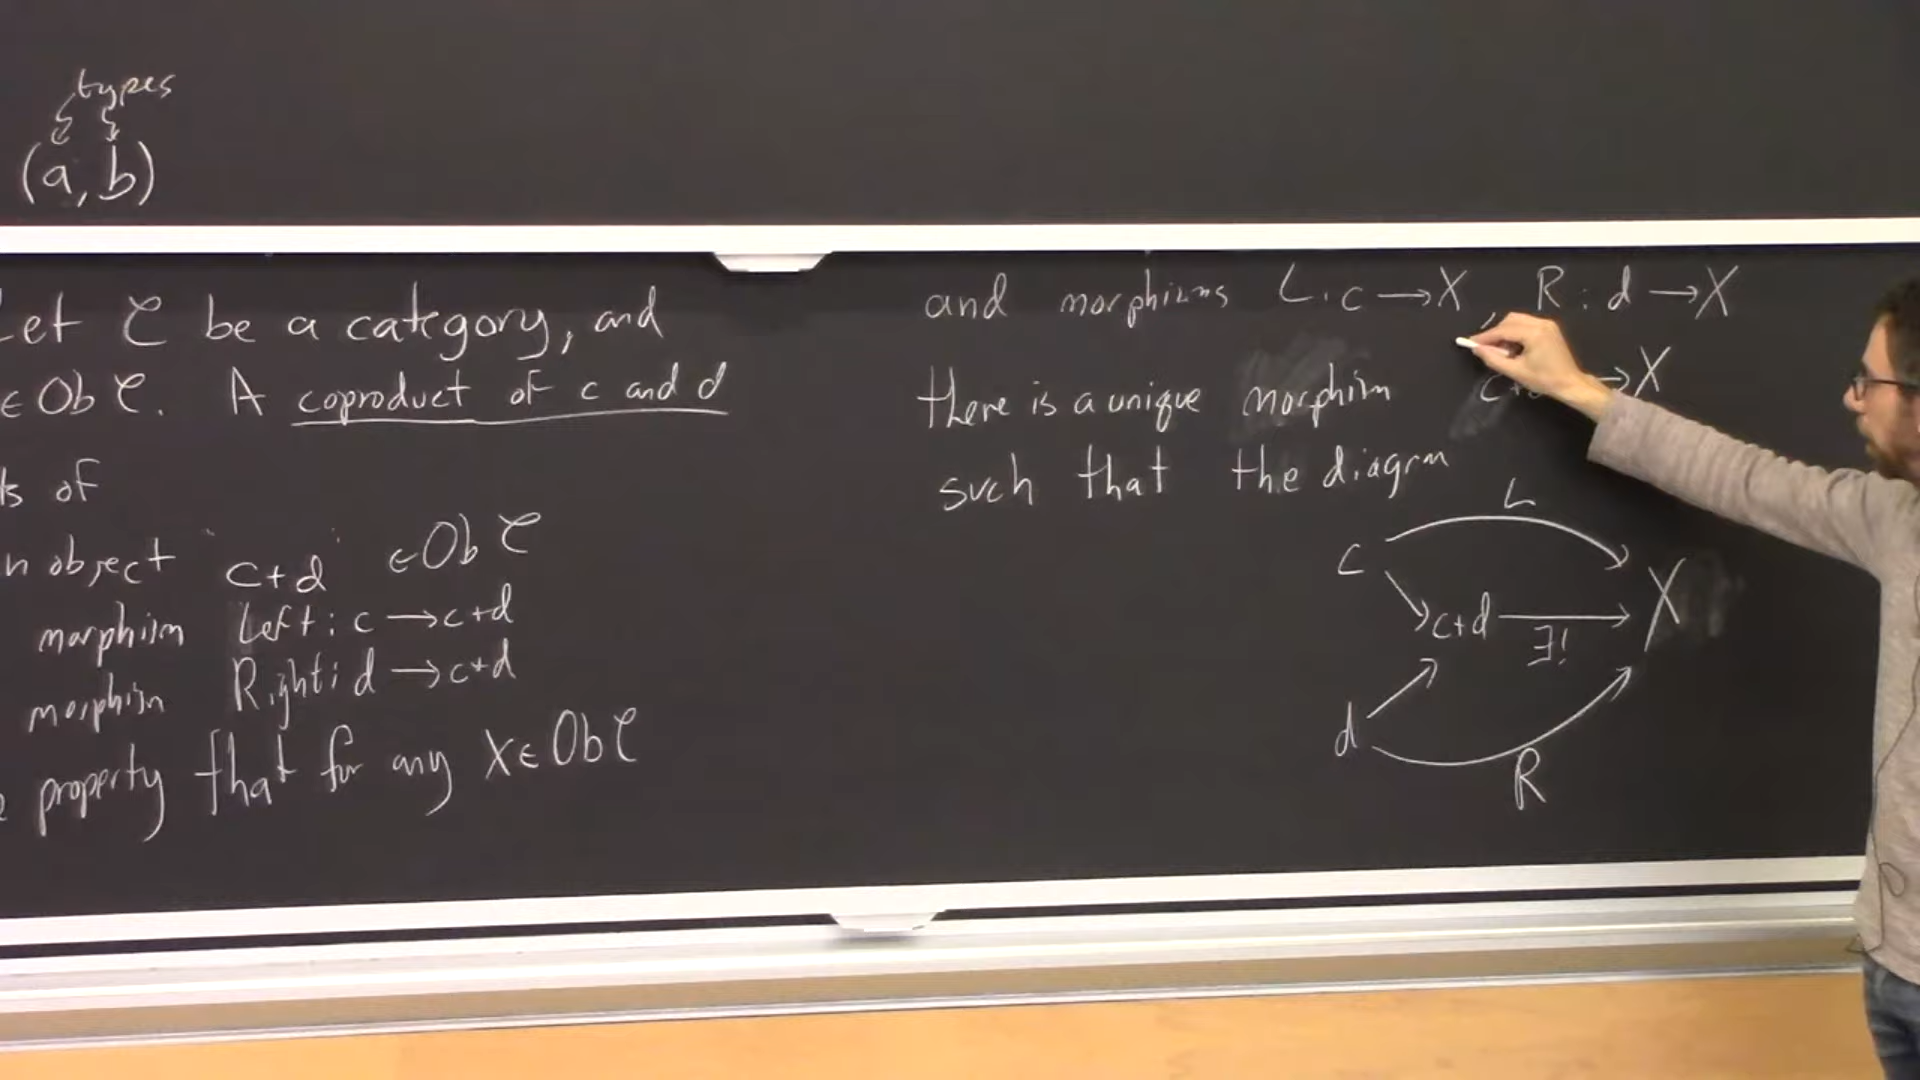 types
(a, b)
Let C be a category, and
∈ Ob C. A coproduct of c and d
of
object "c+d" ∈ Ob C
morphism Left : c → c+d
morphism Right : d → c+d
property that for any X ∈ Ob C
and morphisms L : c → X, R : d → X
there is a unique morphism → X
such that the diagram
L
c
X
c+d
∃!
d
R